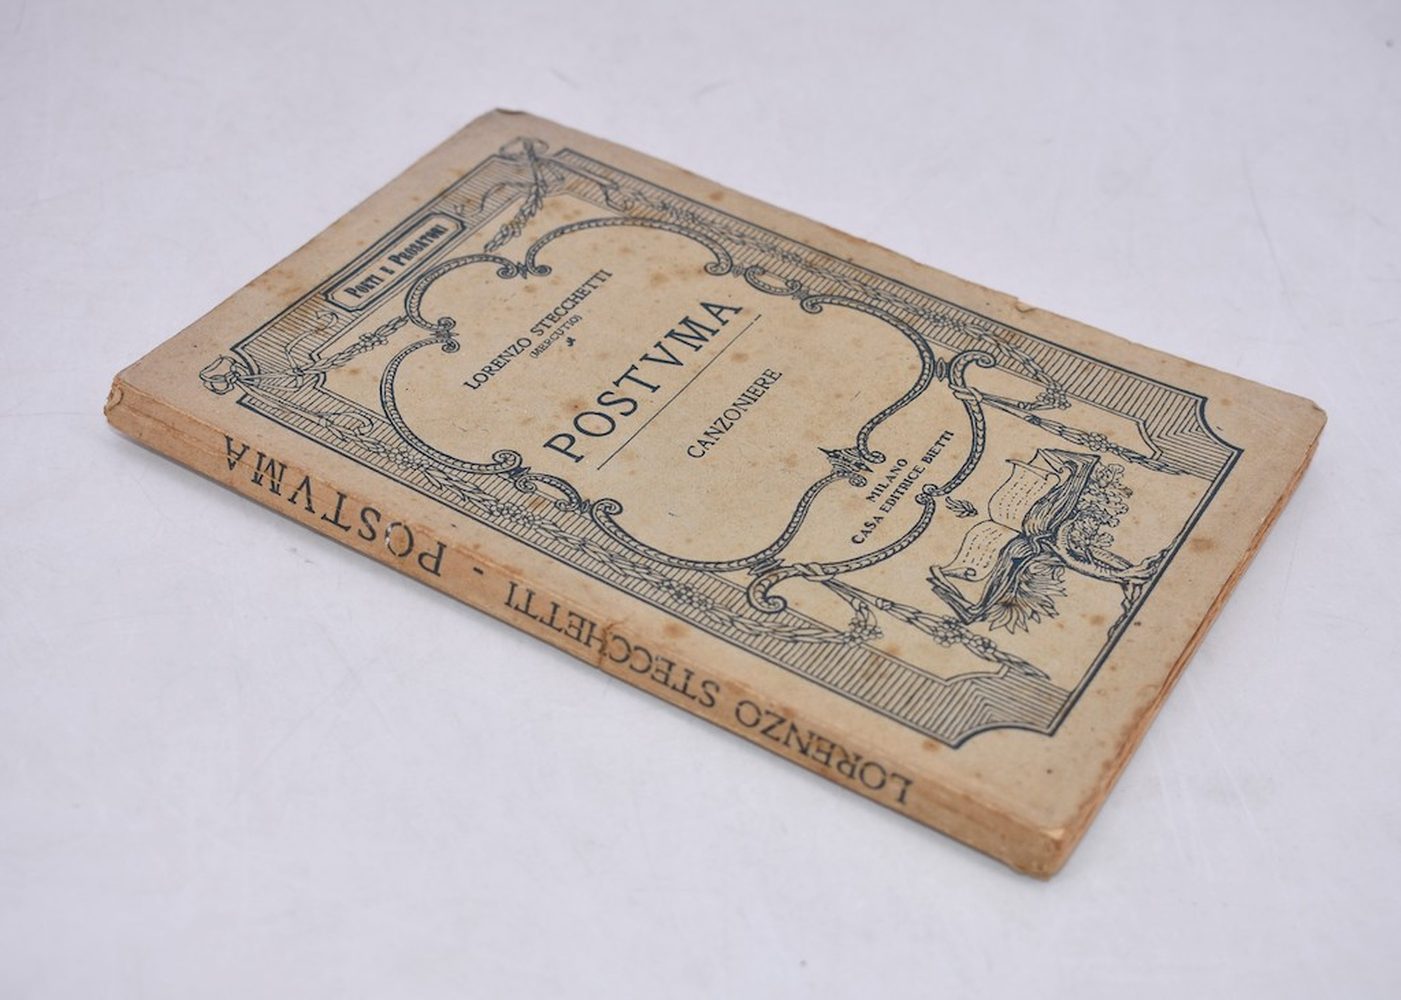 POETI E PROSATORI
LORENZO STECCHETTI
(MERCUTIO)
POSTVMA
CANZONIERE
MILANO
CASA EDITRICE BIETTI
LORENZO STECCHETTI - POSTVMA